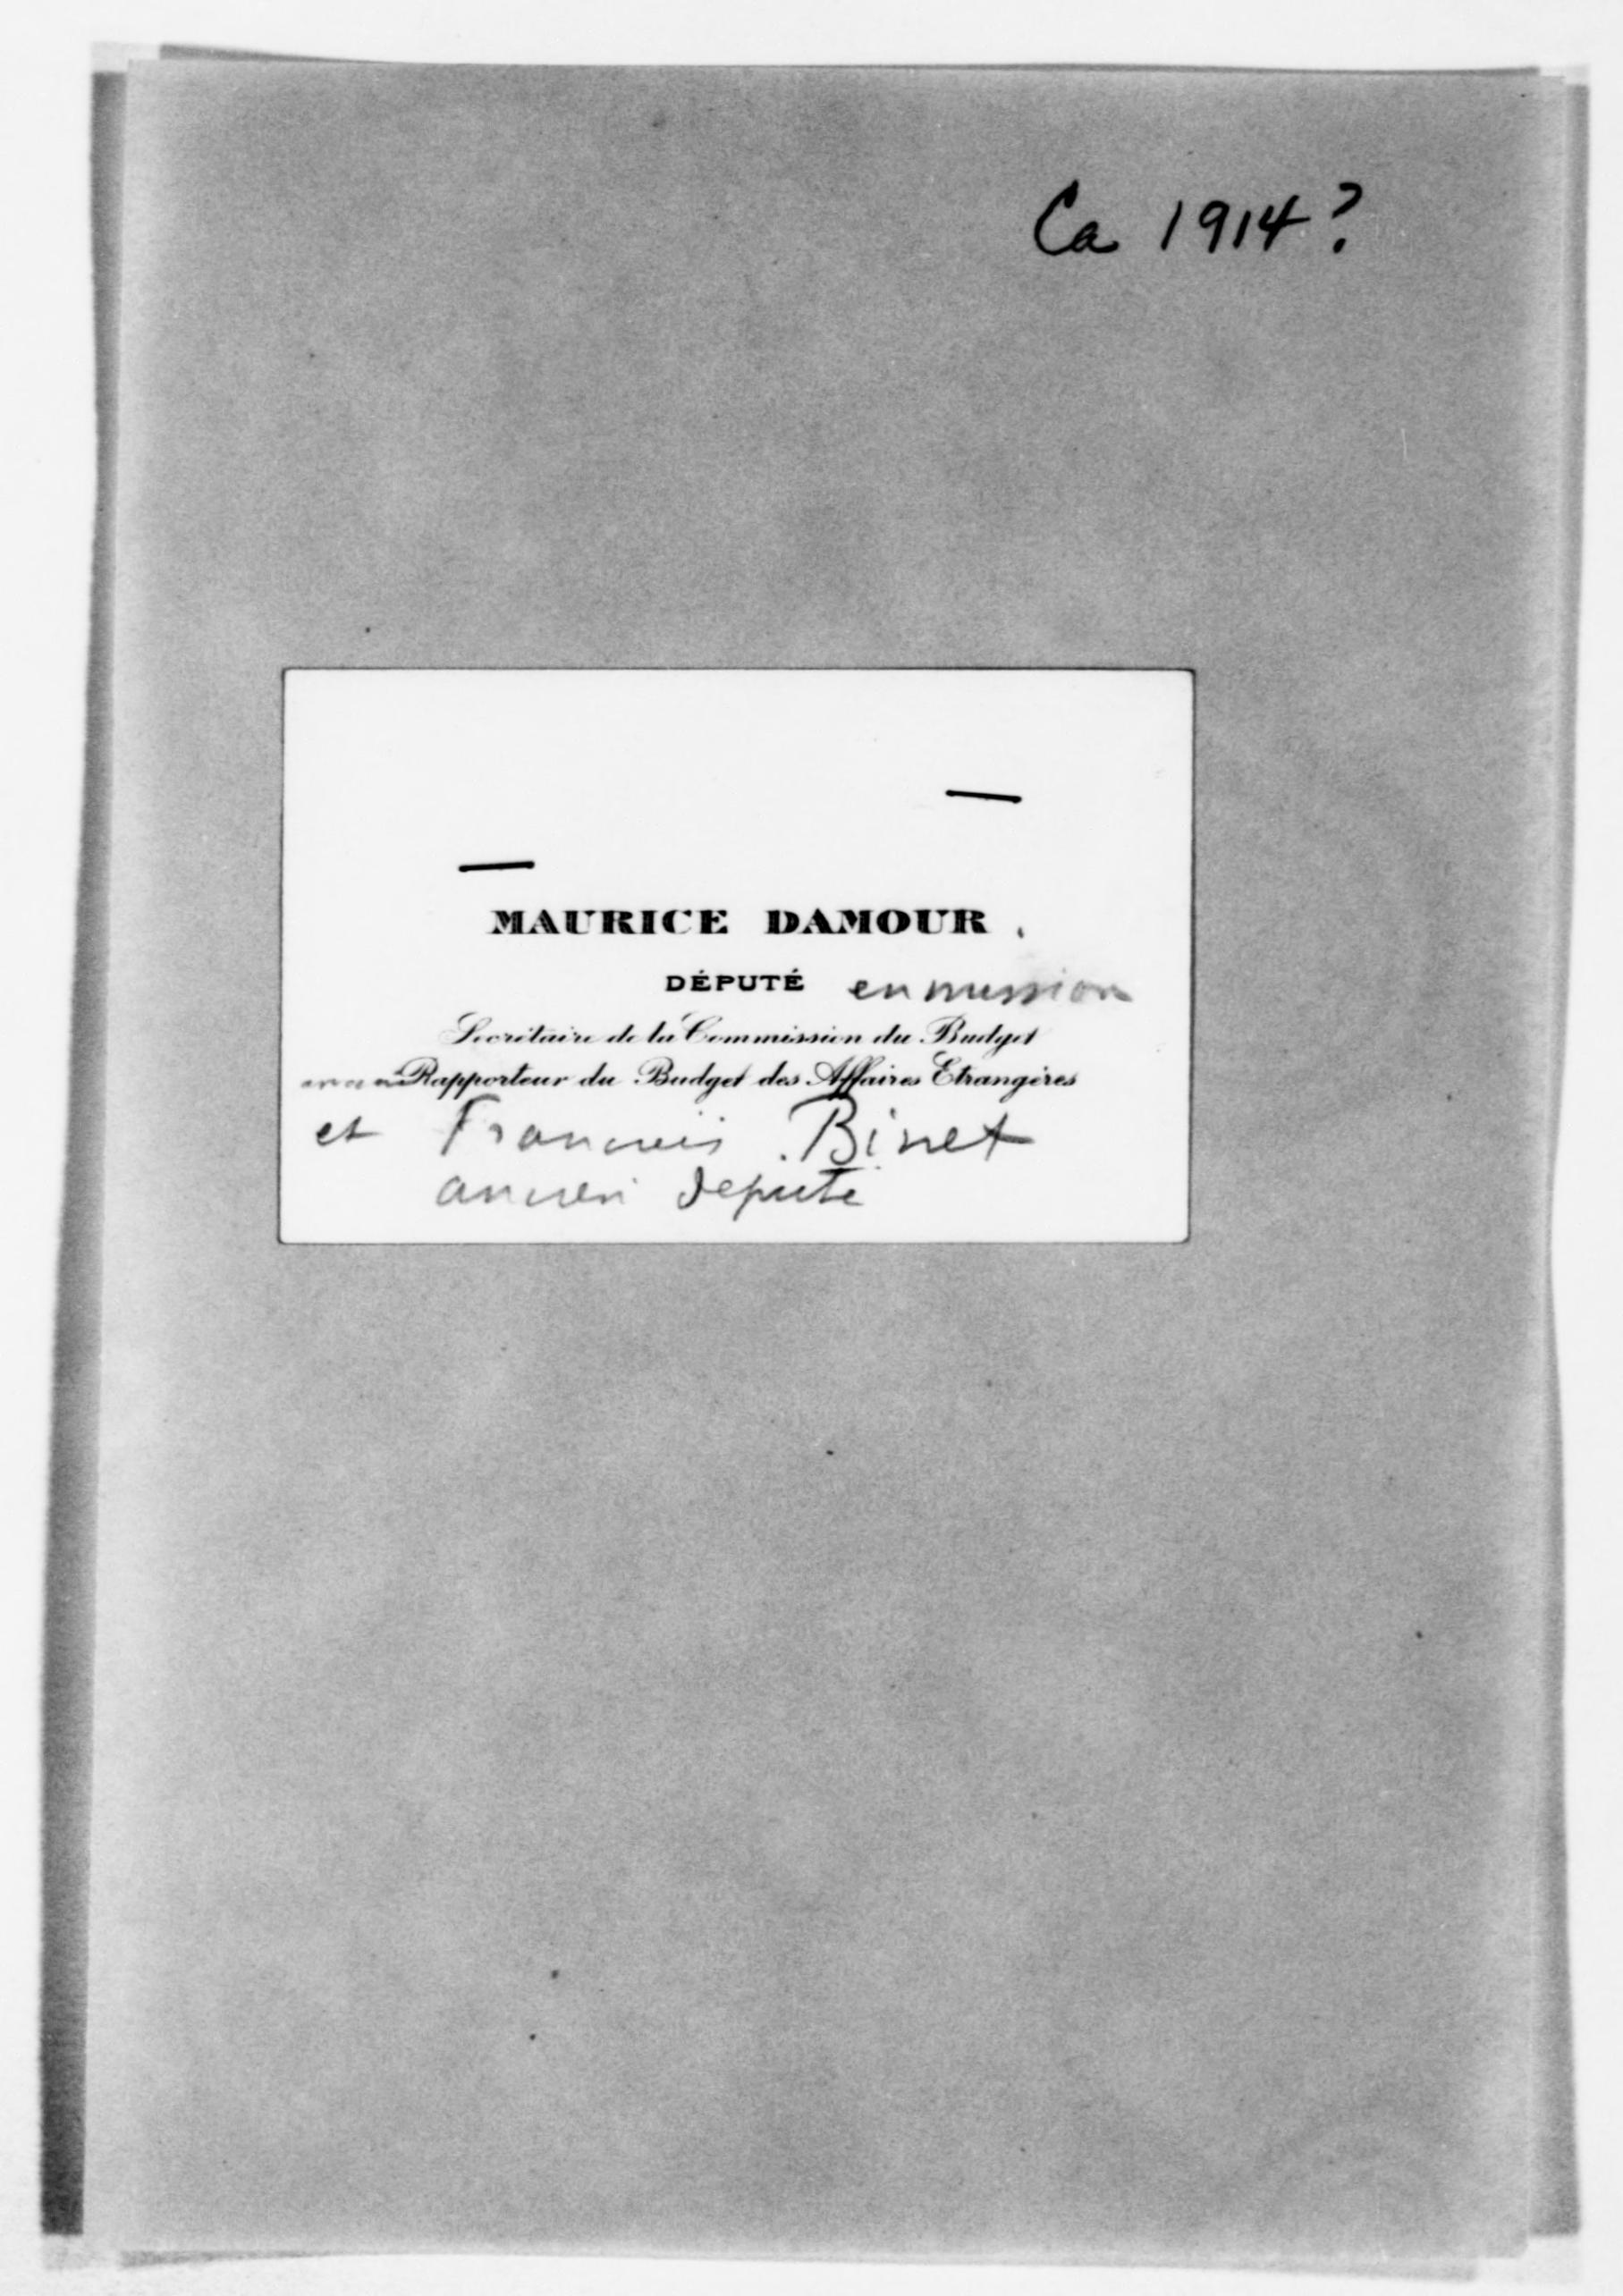 Ca 1914?
MAURICE DAMOUR
DÉPUTÉ en mission
Secrétaire de la Commission du Budget
Rapporteur du Budget des Affaires Etrangères
et Francois Binet
ancien depute